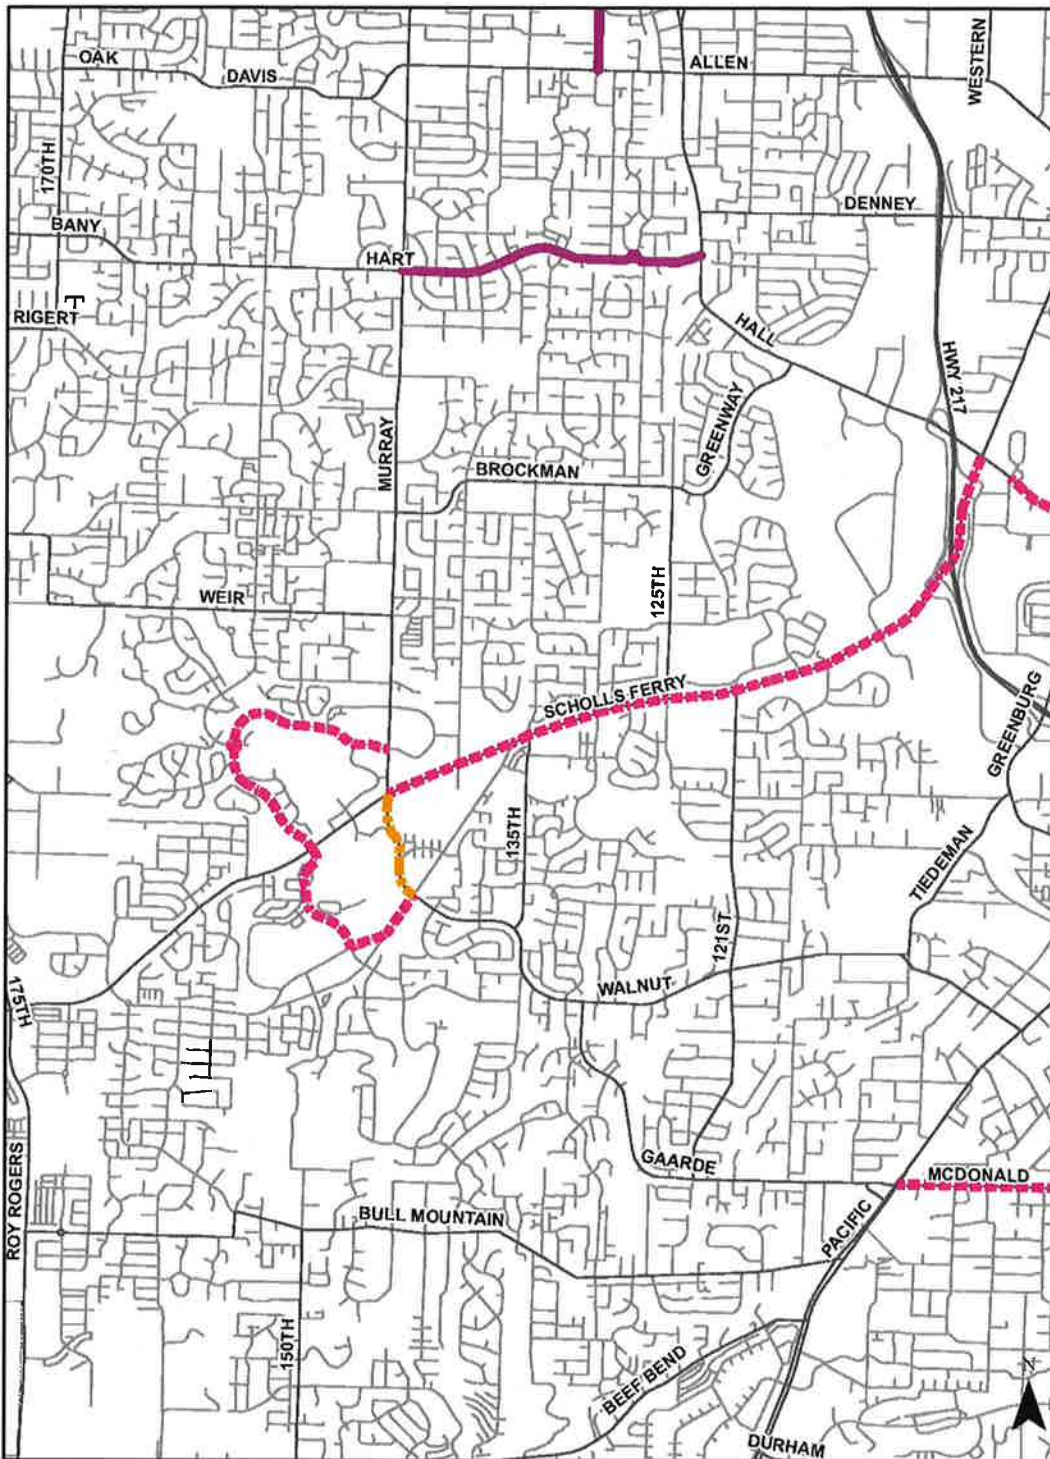 WESTERN
OAK
ALLEN
DAVIS
170TH
DENNEY
BANY
HART
RIGERT
HALL
HWY 217
GREENWAY
MURRAY
BROCKMAN
125TH
WEIR
SCHOLLS FERRY
GREENBURG
135TH
TIEDEMAN
121ST
175TH
WALNUT
GAARDE
MCDONALD
ROY ROGERS
BULL MOUNTAIN
PACIFIC
150TH
BEEF BEND
N
DURHAM